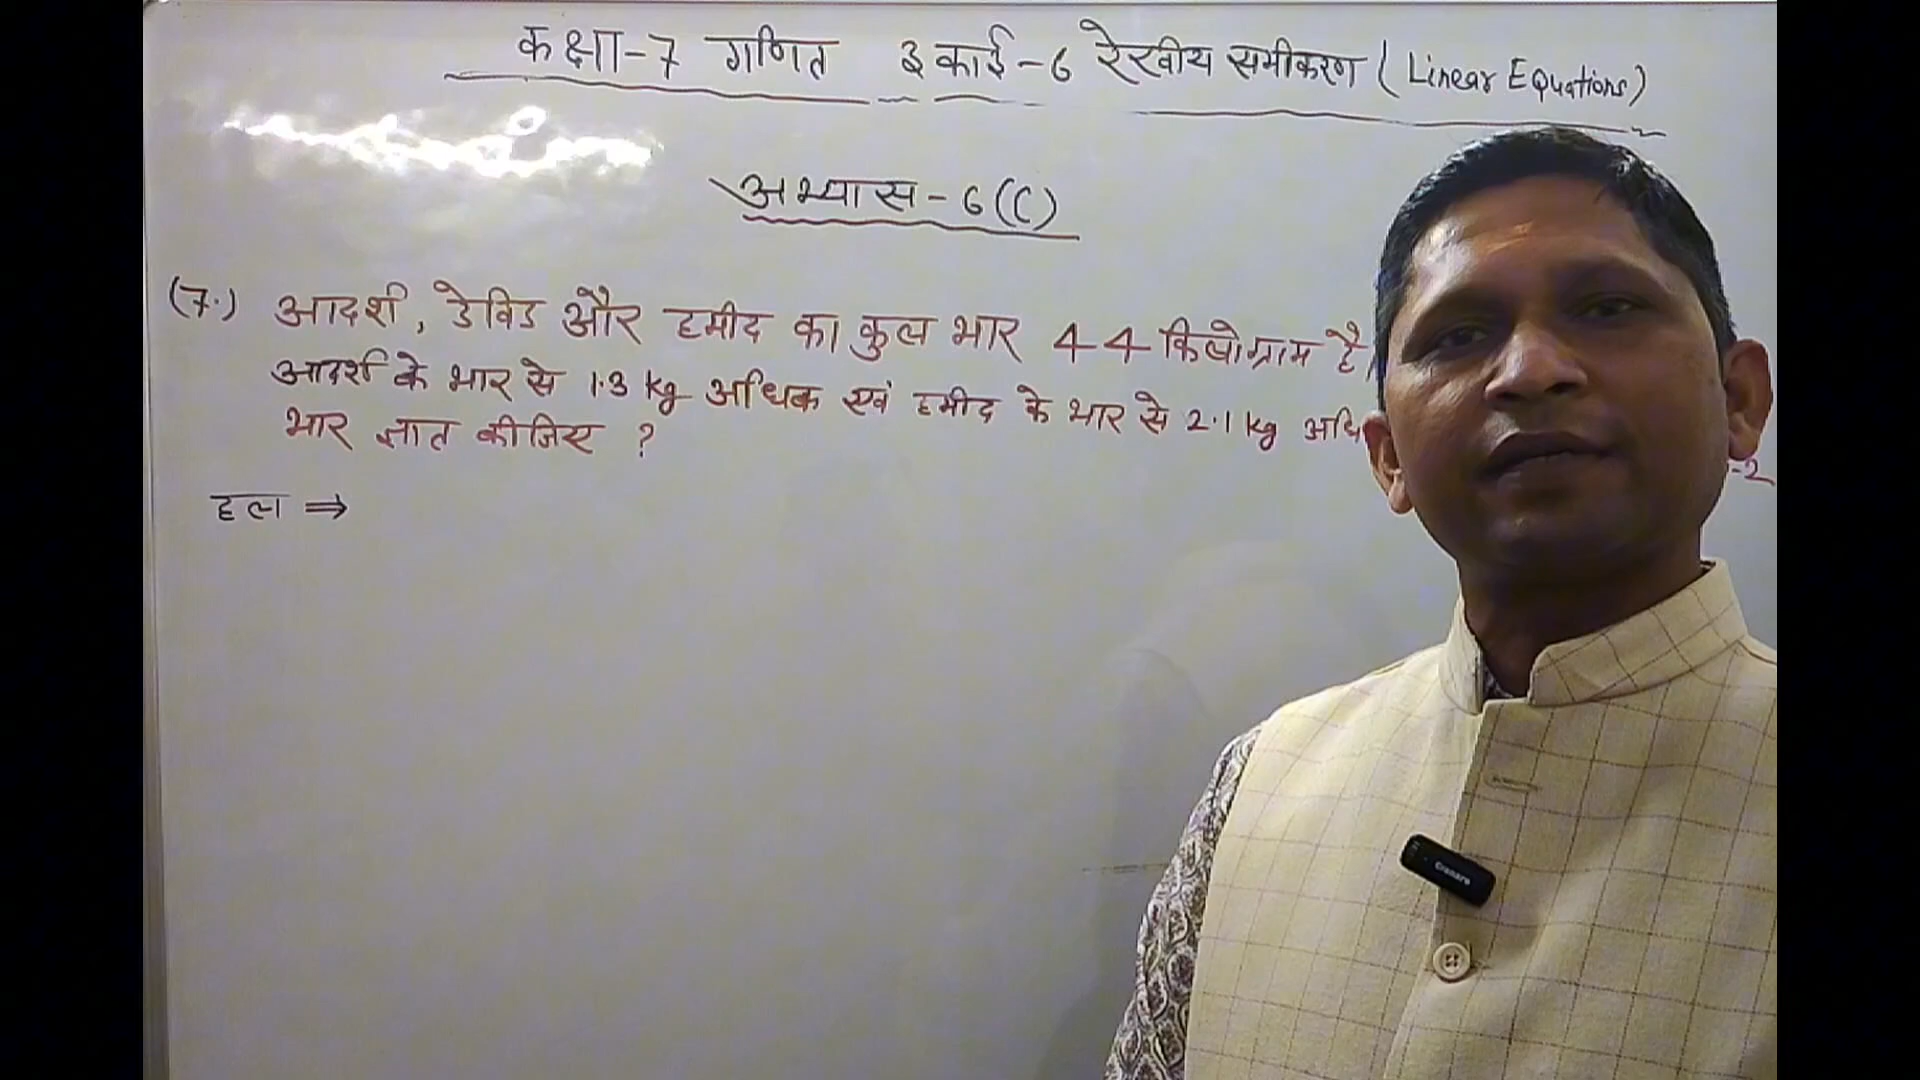 कक्षा-7 गणित इकाई-6 रेखीय समीकरण (Linear Equations)
अभ्यास-6(C)
(7.) आदर्श, डेविड और हमीद का कुल भार 44 किलोग्राम है।
आदर्श के भार से 1.3 kg अधिक एवं हमीद के भार से 2.1 kg अधि
भार ज्ञात कीजिए ?
हल ⇒